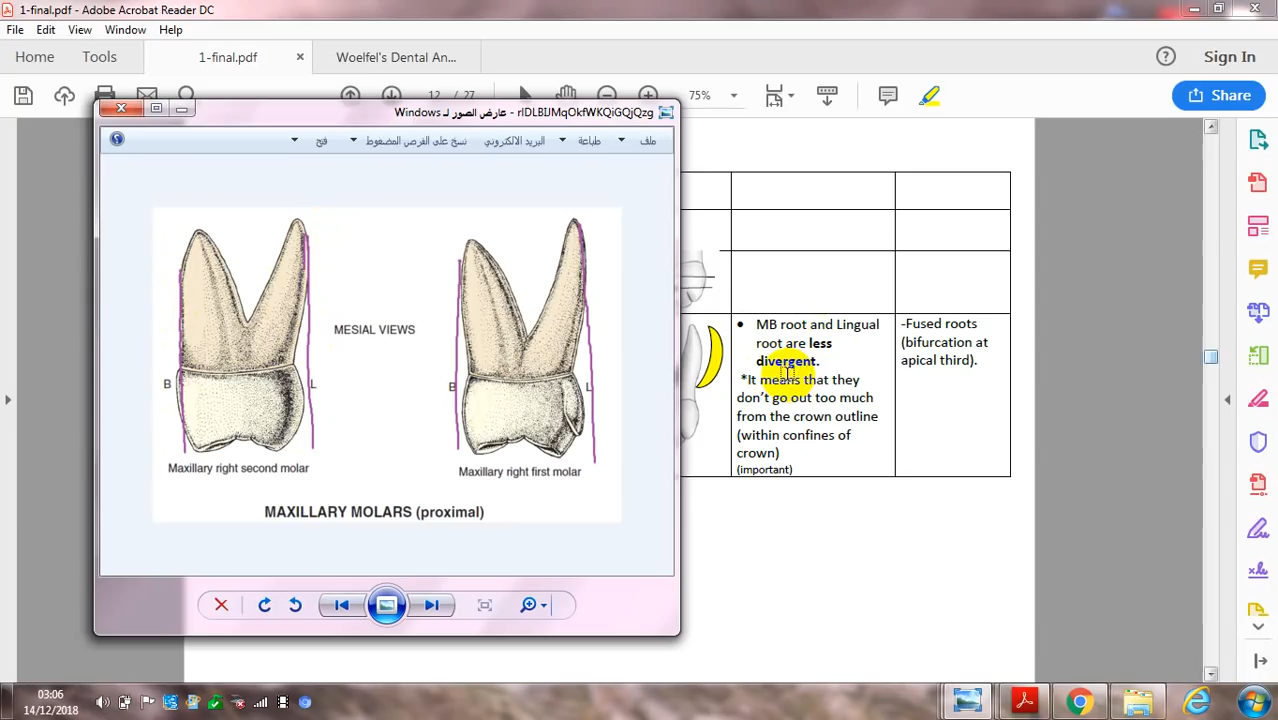 1-final.pdf - Adobe Acrobat Reader DC
File Edit View Window Help
Home Tools 1-final.pdf × Woelfel's Dental An... ? Sign In
12 / 27 75% Share
rIDLBIJMqOkfWKQiGQjQzg - عارض الصور لـ Windows
ملف طباعة البريد الالكتروني نسخ على القرص المضغوط فتح
MESIAL VIEWS
B L B L
Maxillary right second molar Maxillary right first molar
MAXILLARY MOLARS (proximal)
• MB root and Lingual
root are less
divergent.
*It means that they
don't go out too much
from the crown outline
(within confines of
crown)
(important)
-Fused roots
(bifurcation at
apical third).
03:06
14/12/2018